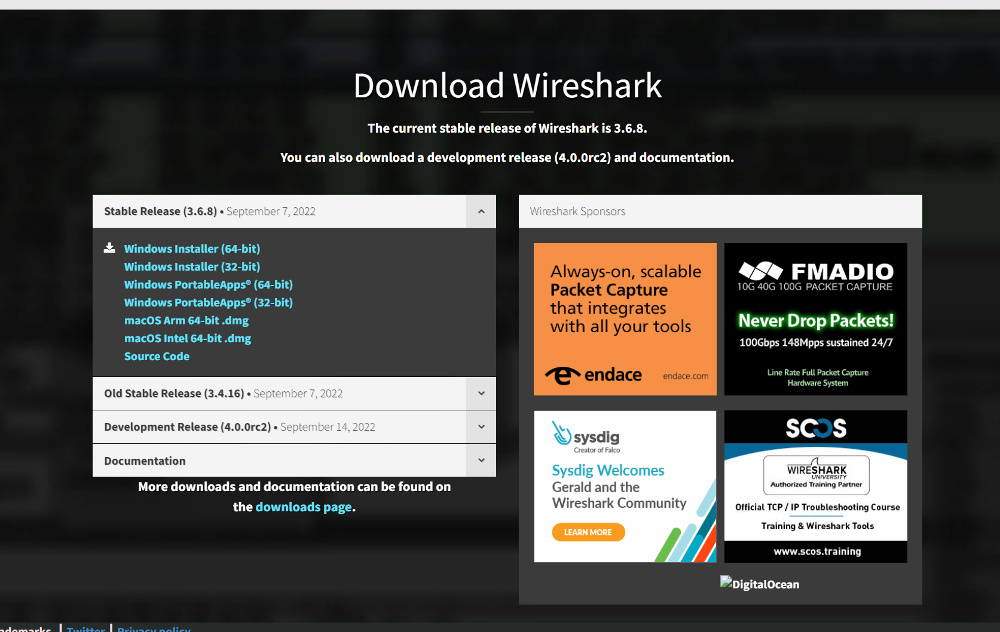 Download Wireshark
The current stable release of Wireshark is 3.6.8.
You can also download a development release (4.0.0rc2) and documentation.
Stable Release (3.6.8) • September 7, 2022
Windows Installer (64-bit)
Windows Installer (32-bit)
Windows PortableApps® (64-bit)
Windows PortableApps® (32-bit)
macOS Arm 64-bit .dmg
macOS Intel 64-bit .dmg
Source Code
Old Stable Release (3.4.16) • September 7, 2022
Development Release (4.0.0rc2) • September 14, 2022
Documentation
More downloads and documentation can be found on
the downloads page.
Wireshark Sponsors
Always-on, scalable
Packet Capture
that integrates
with all your tools
endace
endace.com
FMADIO
10G 40G 100G PACKET CAPTURE
Never Drop Packets!
100Gbps 148Mpps sustained 24/7
Line Rate Full Packet Capture
Hardware System
sysdig
Creator of Falco
Sysdig Welcomes
Gerald and the
Wireshark Community
LEARN MORE
SCOS
WIRESHARK
UNIVERSITY
Authorized Training Partner
Official TCP / IP Troubleshooting Course
Training & Wireshark Tools
www.scos.training
DigitalOcean
ademarks | Twitter | Privacy policy